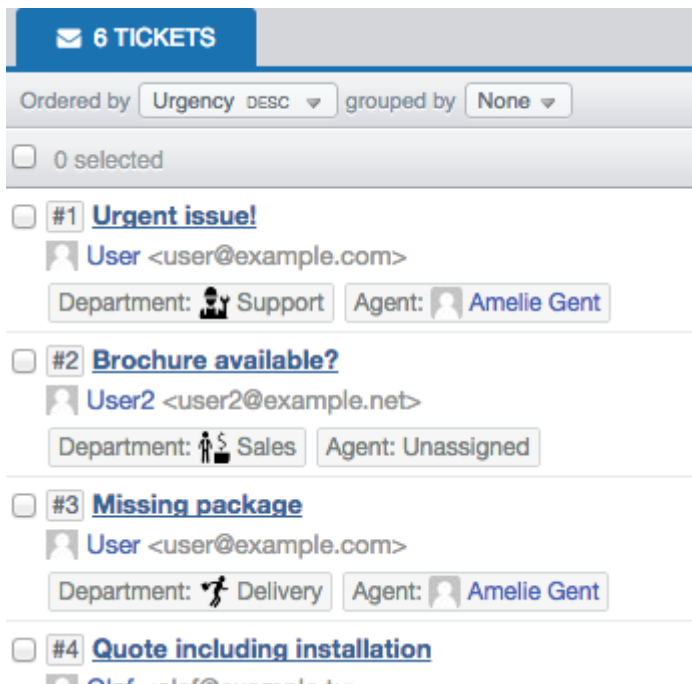 6 TICKETS
Ordered by Urgency DESC grouped by None
0 selected
#1 Urgent issue!
User <user@example.com>
Department: Support Agent: Amelie Gent
#2 Brochure available?
User2 <user2@example.net>
Department: Sales Agent: Unassigned
#3 Missing package
User <user@example.com>
Department: Delivery Agent: Amelie Gent
#4 Quote including installation